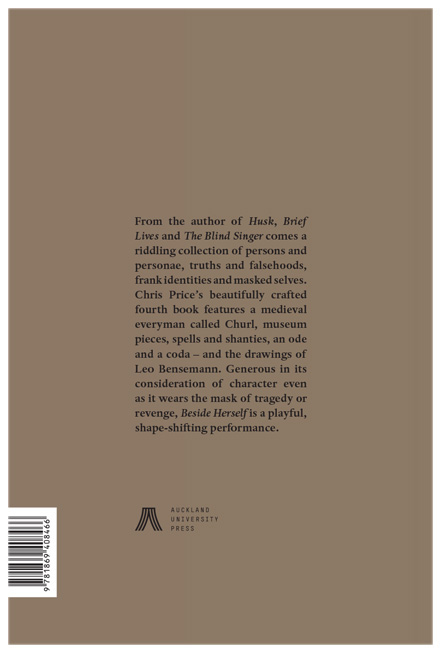 From the author of Husk, Brief
Lives and The Blind Singer comes a
riddling collection of persons and
personae, truths and falsehoods,
frank identities and masked selves.
Chris Price's beautifully crafted
fourth book features a medieval
everyman called Churl, museum
pieces, spells and shanties, an ode
and a coda – and the drawings of
Leo Bensemann. Generous in its
consideration of character even
as it wears the mask of tragedy or
revenge, Beside Herself is a playful,
shape-shifting performance.
AUCKLAND
UNIVERSITY
PRESS
9 781869 408466